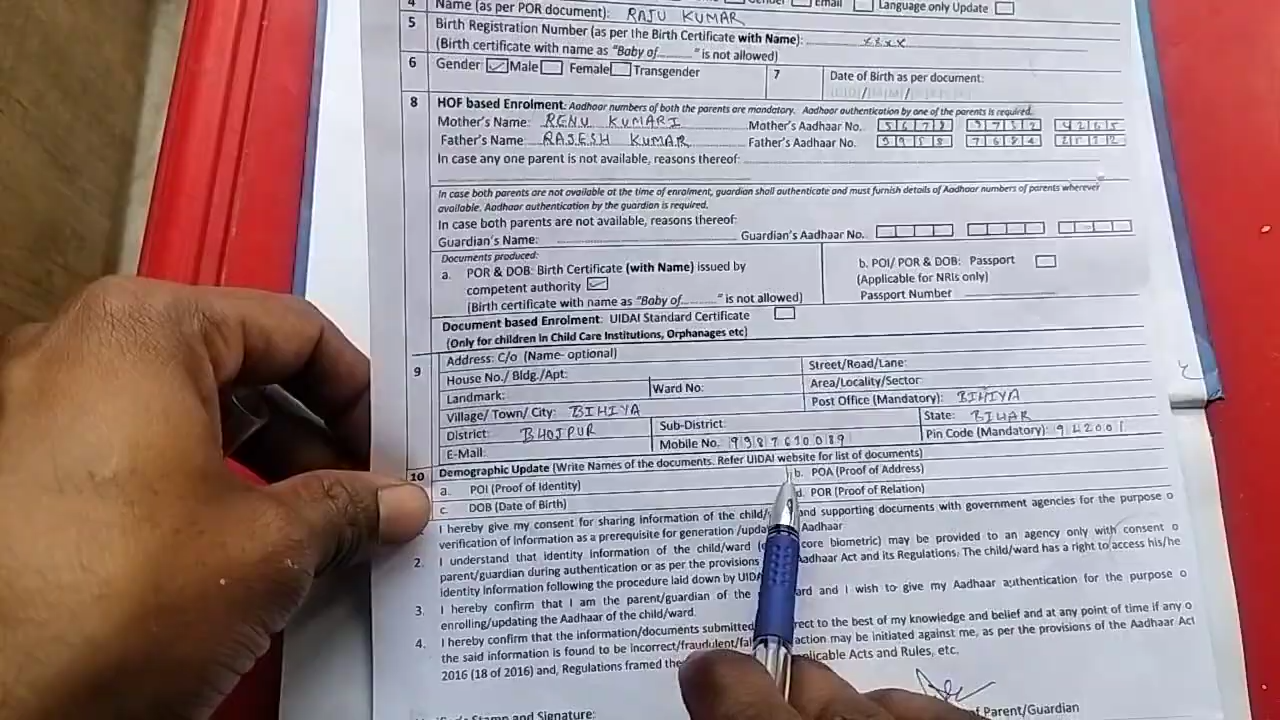 4 Name (as per POR document): RAJU KUMAR
Email Language only Update
5 Birth Registration Number (as per the Birth Certificate with Name): xxxx
(Birth certificate with name as "Baby of........" is not allowed)
6 Gender: Male Female Transgender 7 Date of Birth as per document:
8 HOF based Enrolment: Aadhaar numbers of both the parents are mandatory. Aadhaar authentication by one of the parents is required.
Mother's Name: RENU KUMARI Mother's Aadhaar No. 5678 9732 4265
Father's Name: RAJESH KUMAR Father's Aadhaar No. 9958 7684
In case any one parent is not available, reasons thereof:
In case both parents are not available at the time of enrolment, guardian shall authenticate and must furnish details of Aadhaar numbers of parents wherever
available. Aadhaar authentication by the guardian is required.
In case both parents are not available, reasons thereof:
Guardian's Name: Guardian's Aadhaar No.
Documents produced:
a. POR & DOB: Birth Certificate (with Name) issued by
competent authority
(Birth certificate with name as "Baby of.........." is not allowed)
b. POI/ POR & DOB: Passport
(Applicable for NRIs only)
Passport Number
Document based Enrolment: UIDAI Standard Certificate
(Only for children in Child Care Institutions, Orphanages etc)
9 Address: C/o (Name- optional)
House No./ Bldg./Apt: Street/Road/Lane:
Landmark: Ward No: Area/Locality/Sector:
Village/ Town/ City: BIHIYA Post Office (Mandatory): BIHIYA
District: BHOJPUR Sub-District: State: BIHAR
E-Mail: Mobile No. 9387610089 Pin Code (Mandatory): 942001
10 Demographic Update (Write Names of the documents. Refer UIDAI website for list of documents)
a. POI (Proof of Identity) b. POA (Proof of Address)
c. DOB (Date of Birth) d. POR (Proof of Relation)
I hereby give my consent for sharing information of the child/ and supporting documents with government agencies for the purpose o
verification of information as a prerequisite for generation /upda Aadhaar
2. I understand that identity information of the child/ward ( core biometric) may be provided to an agency only with consent o
parent/guardian during authentication or as per the provisions Aadhaar Act and its Regulations. The child/ward has a right to access his/he
identity information following the procedure laid down by UIDA
3. I hereby confirm that I am the parent/guardian of the ard and I wish to give my Aadhaar authentication for the purpose o
enrolling/updating the Aadhaar of the child/ward.
4. I hereby confirm that the information/documents submitted rect to the best of my knowledge and belief and at any point of time if any o
the said information is found to be incorrect/fraudulent/fal action may be initiated against me, as per the provisions of the Aadhaar Act
2016 (18 of 2016) and, Regulations framed the plicable Acts and Rules, etc.
Stamp and Signature: of Parent/Guardian